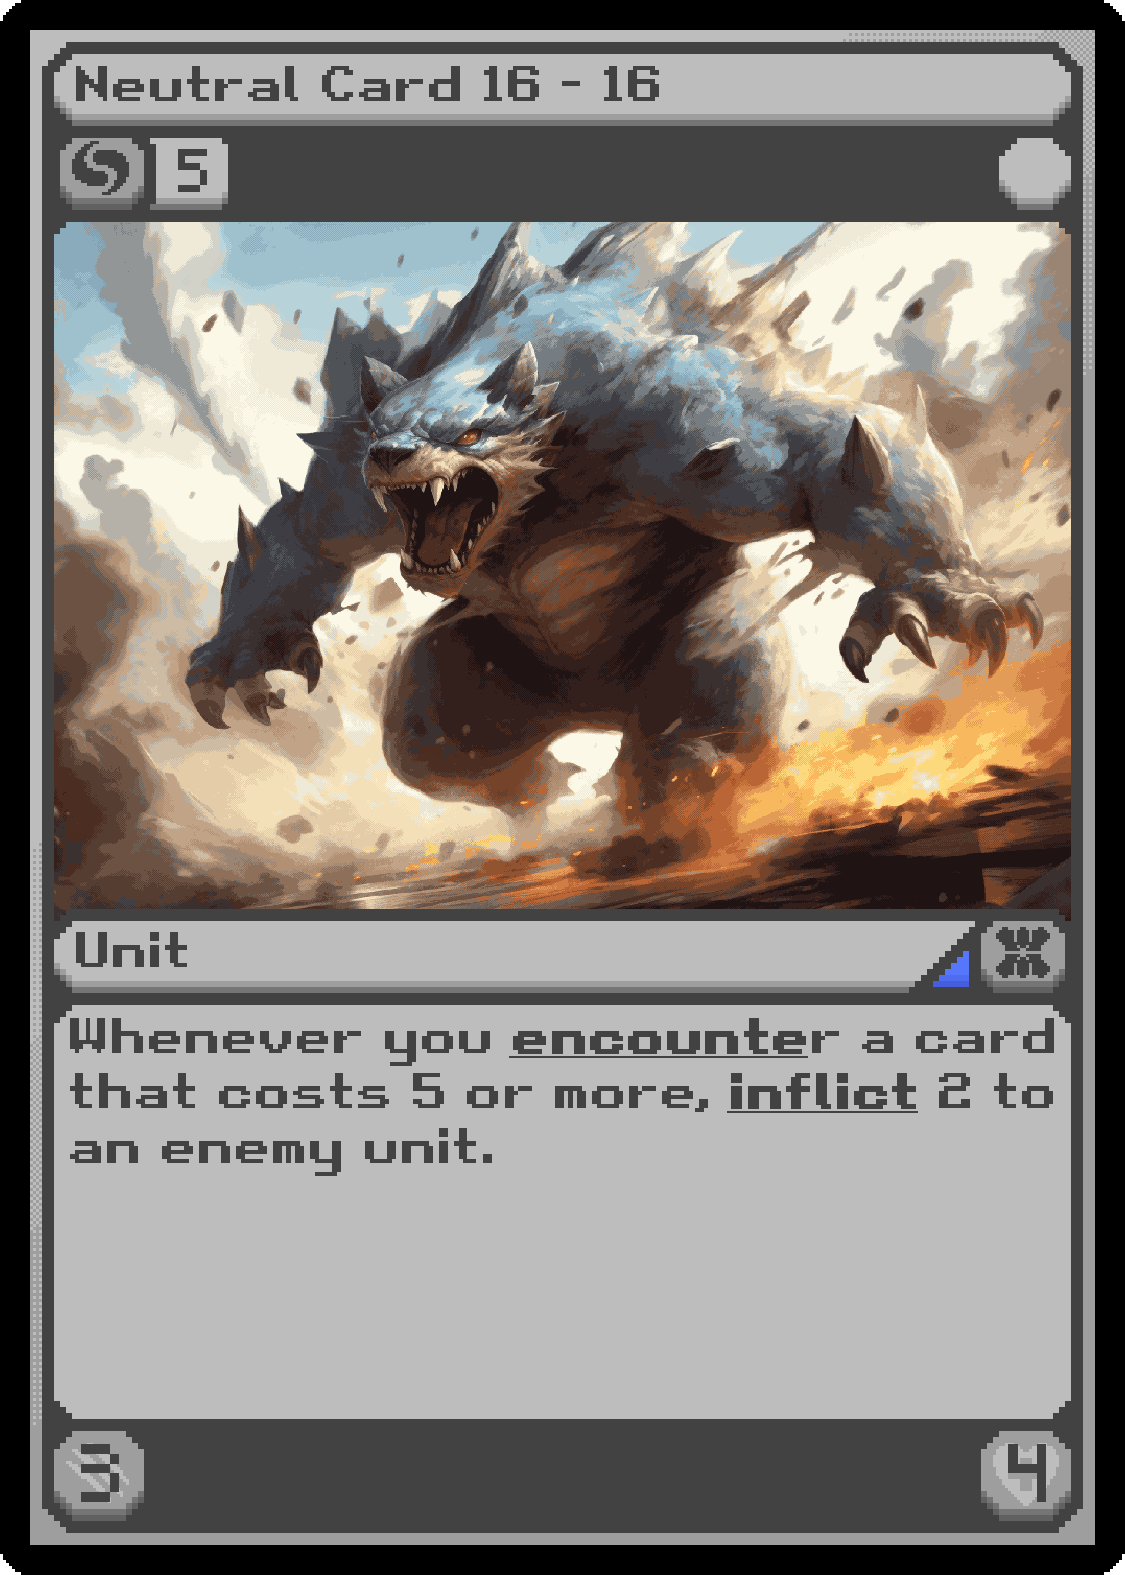 Neutral Card 16 - 16
5
Unit
Whenever you encounter a card
that costs 5 or more, inflict 2 to
an enemy unit.
3
4